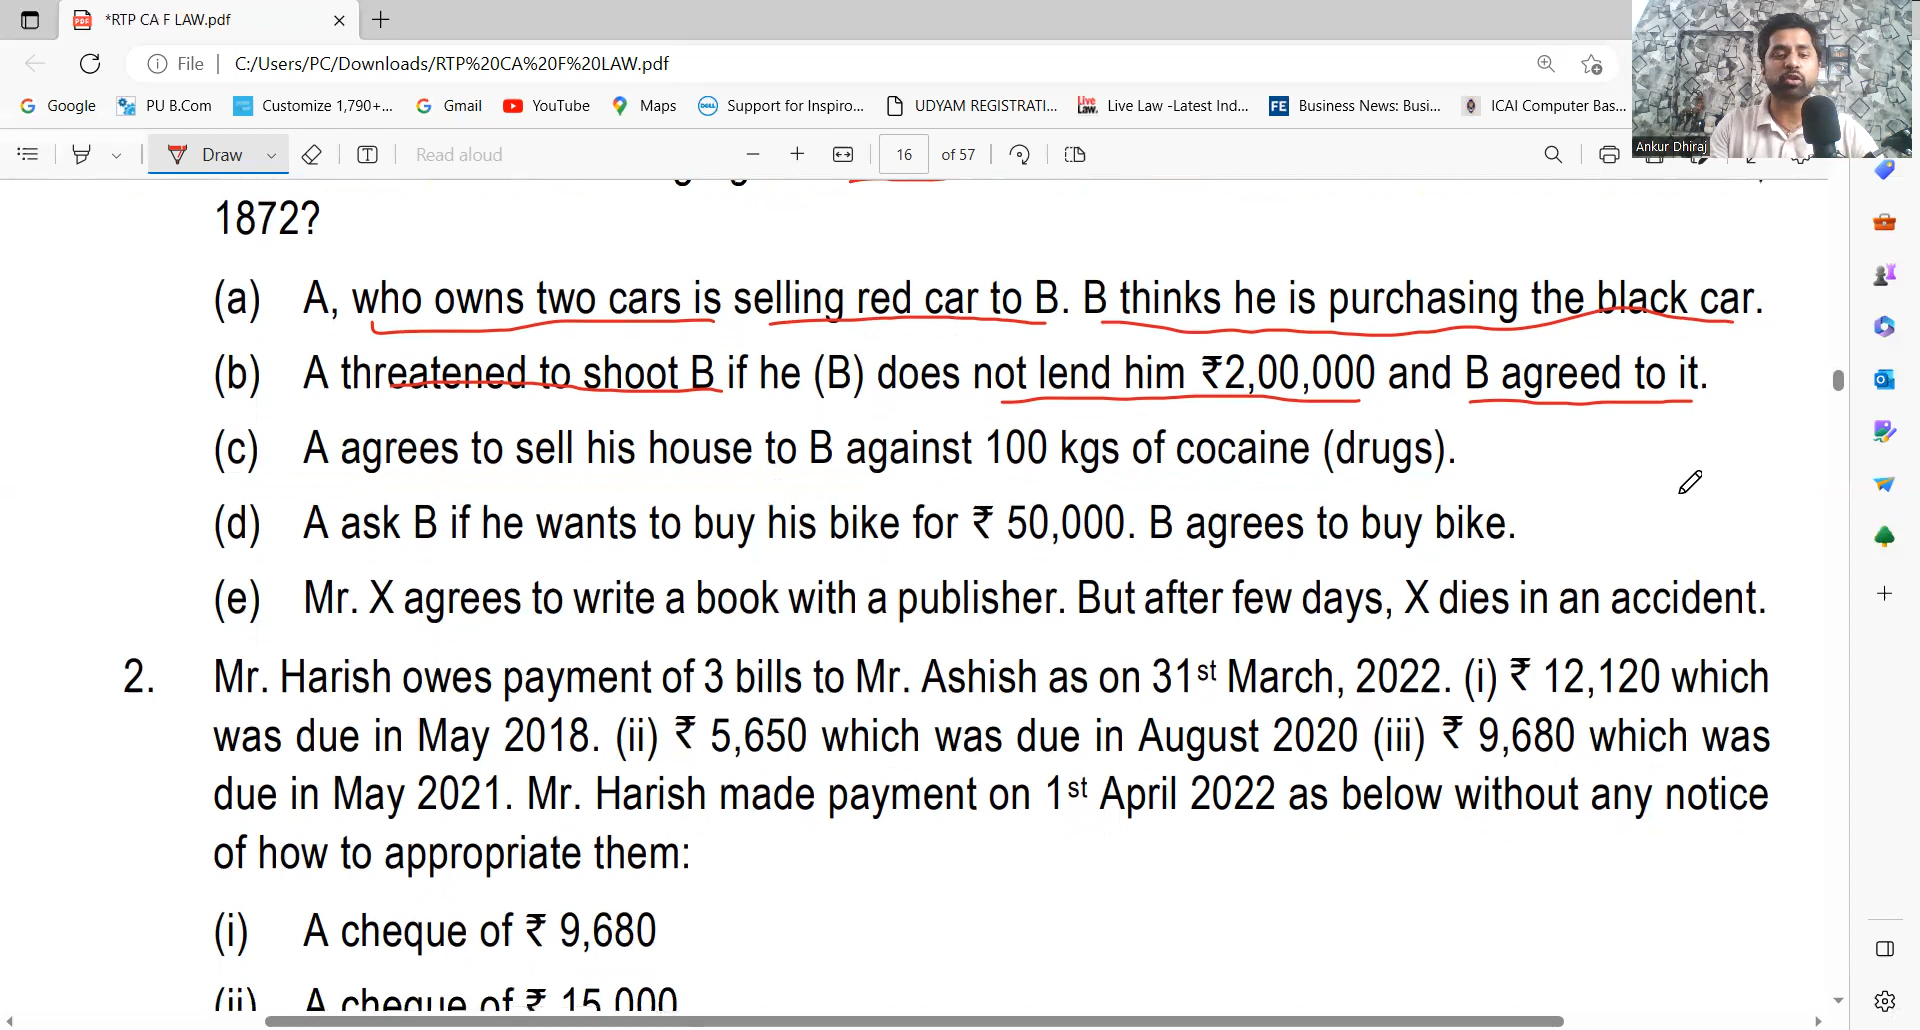 *RTP CA F LAW.pdf
File
C:/Users/PC/Downloads/RTP%20CA%20F%20LAW.pdf
Google PU B.Com Customize 1,790+... Gmail YouTube Maps Support for Inspiro... UDYAM REGISTRATI... Live Law -Latest Ind... Business News: Busi... ICAI Computer Bas...
Ankur Dhiraj
Draw Read aloud 16 of 57
1872?
(a) A, who owns two cars is selling red car to B. B thinks he is purchasing the black car.
(b) A threatened to shoot B if he (B) does not lend him ₹2,00,000 and B agreed to it.
(c) A agrees to sell his house to B against 100 kgs of cocaine (drugs).
(d) A ask B if he wants to buy his bike for ₹ 50,000. B agrees to buy bike.
(e) Mr. X agrees to write a book with a publisher. But after few days, X dies in an accident.
2. Mr. Harish owes payment of 3 bills to Mr. Ashish as on 31st March, 2022. (i) ₹ 12,120 which
was due in May 2018. (ii) ₹ 5,650 which was due in August 2020 (iii) ₹ 9,680 which was
due in May 2021. Mr. Harish made payment on 1st April 2022 as below without any notice
of how to appropriate them:
(i) A cheque of ₹ 9,680
(ii) A cheque of ₹ 15,000